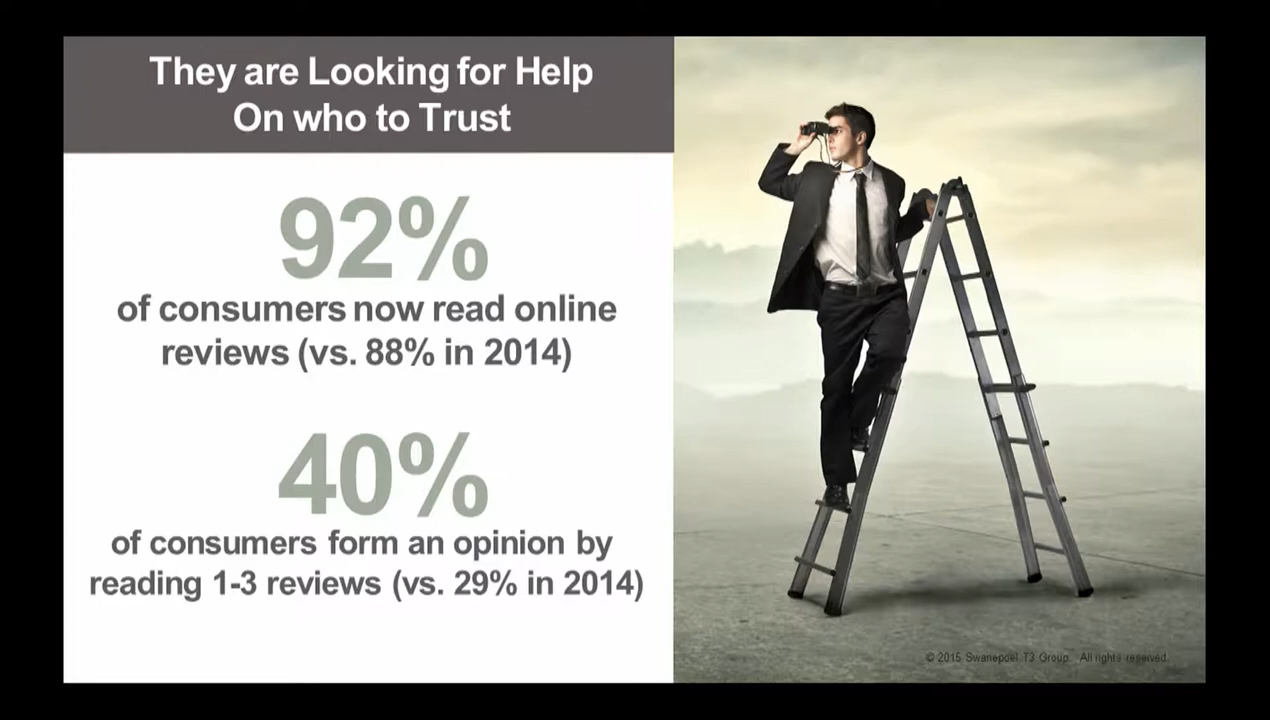 They are Looking for Help
On who to Trust
92%
of consumers now read online
reviews (vs. 88% in 2014)
40%
of consumers form an opinion by
reading 1-3 reviews (vs. 29% in 2014)
© 2015 Swanepoel T3 Group. All rights reserved.